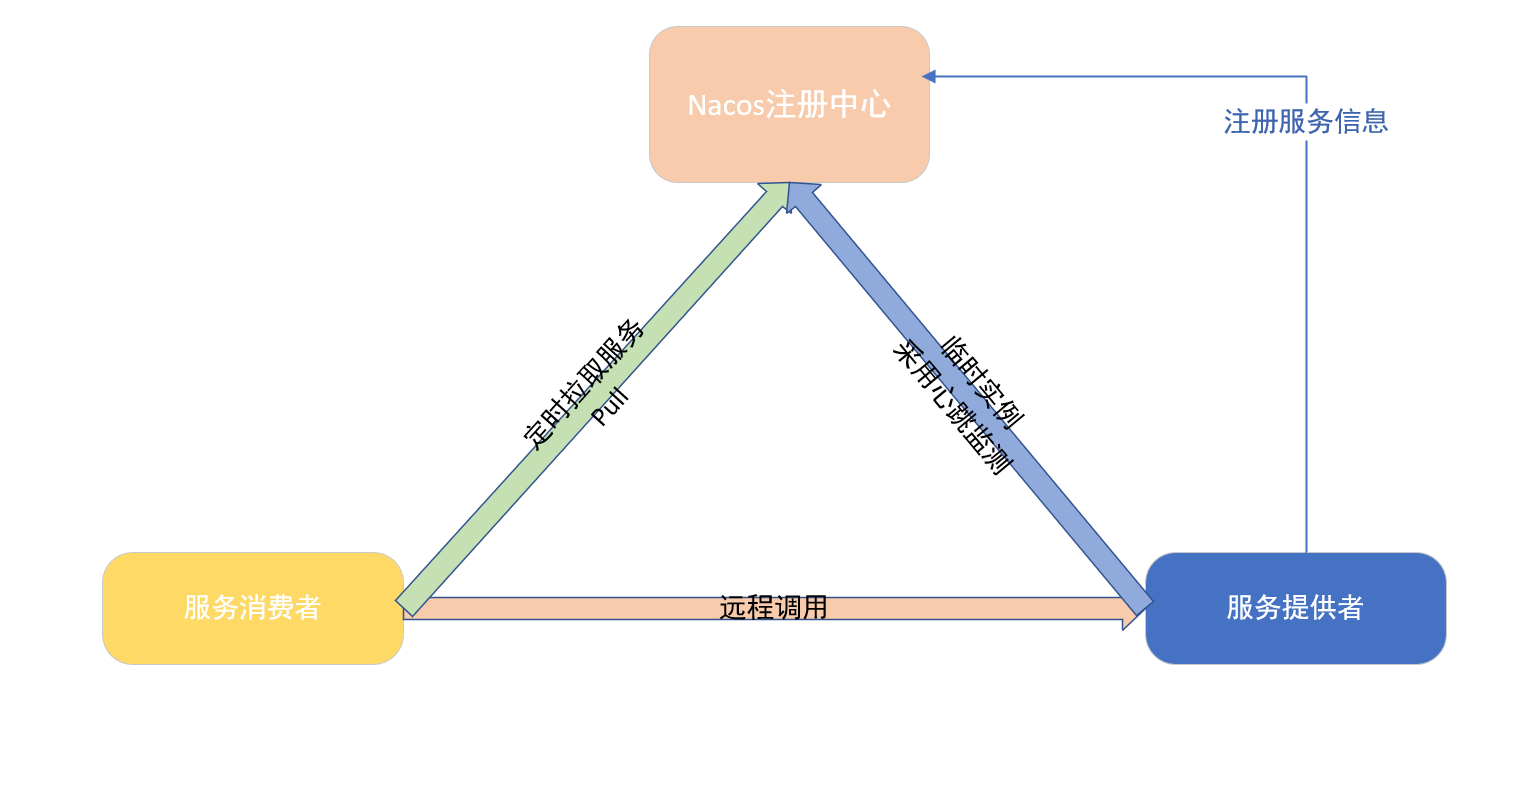 Nacos注册中心
注册服务信息
定时拉取服务
Pull
临时实例
采用心跳监测
服务消费者
远程调用
服务提供者